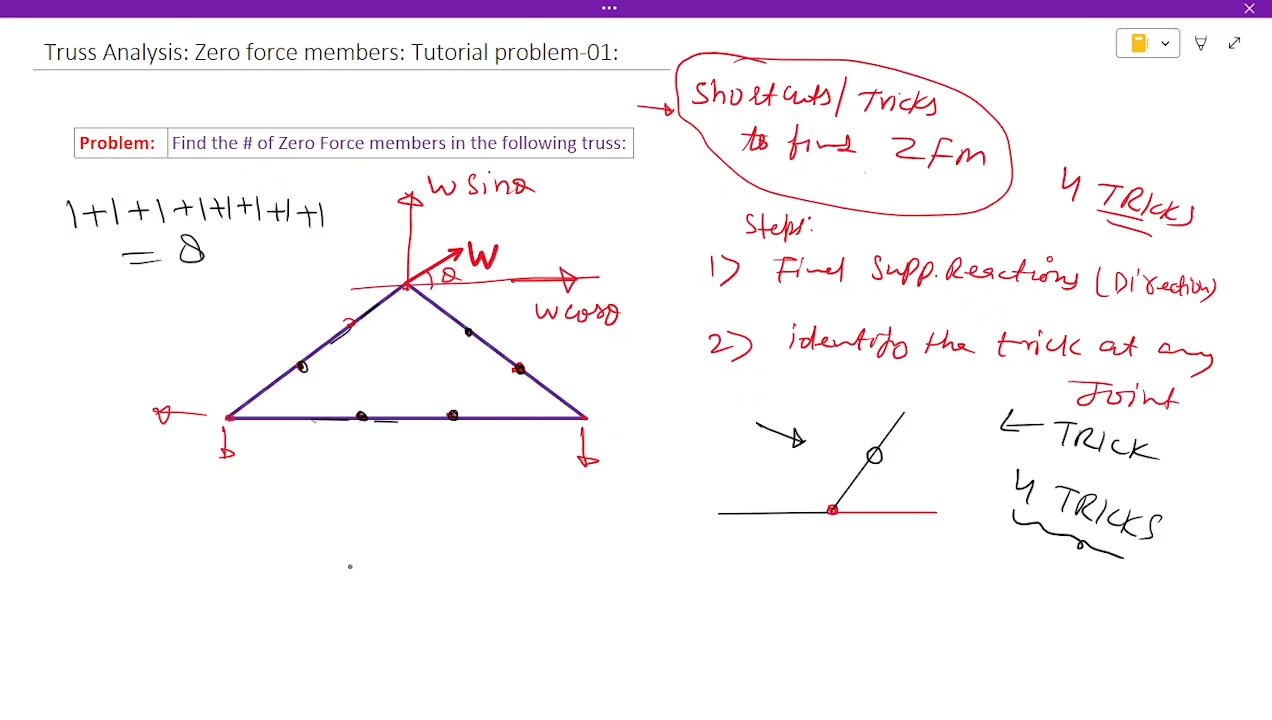 Truss Analysis: Zero force members: Tutorial problem-01:
Problem: Find the # of Zero Force members in the following truss:
1+1+1+1+1+1+1+1
= 8
W sinθ
W
θ
W cosθ
Shortcuts/ Tricks
to find ZFM
4 TRICKS
Steps:
1) Find Supp. Reactions (Direction)
2) identify the trick at any
Joint
← TRICK
4 TRICKS